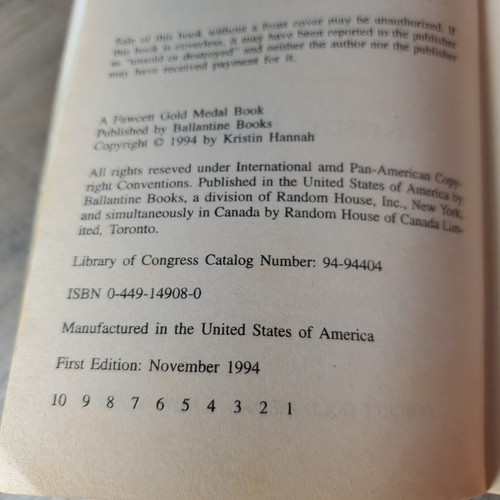 Sale of this book without a front cover may be unauthorized. If
this book is coverless, it may have been reported to the publisher
as "unsold or destroyed" and neither the author nor the publisher
may have received payment for it.
A Fawcett Gold Medal Book
Published by Ballantine Books
Copyright © 1994 by Kristin Hannah
All rights reseved under International amd Pan-American Copy-
right Conventions. Published in the United States of America by
Ballantine Books, a division of Random House, Inc., New York,
and simultaneously in Canada by Random House of Canada Lim-
ited, Toronto.
Library of Congress Catalog Number: 94-94404
ISBN 0-449-14908-0
Manufactured in the United States of America
First Edition: November 1994
10 9 8 7 6 5 4 3 2 1